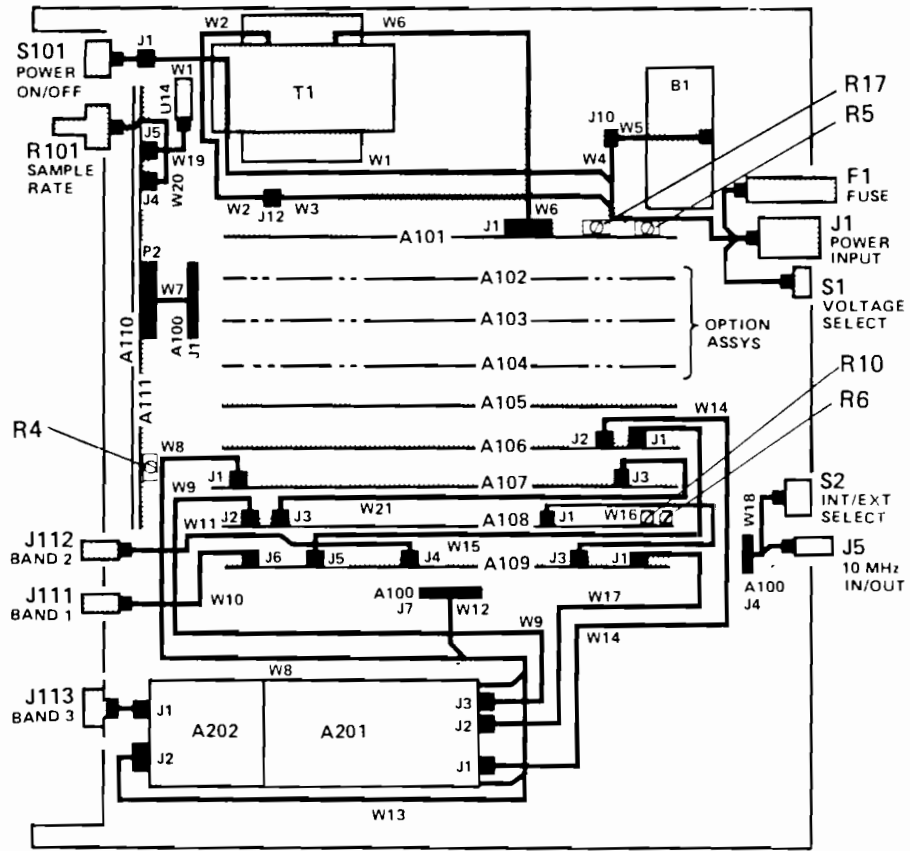 S101
POWER
ON/OFF
J1
W2
W6
T1
B1
R17
R5
W1
U14
J5
W19
W20
J4
R101
SAMPLE
RATE
J10
W5
W4
W1
W2
J12
W3
F1
FUSE
J1
POWER
INPUT
S1
VOLTAGE
SELECT
J1
W6
A101
A102
A103
A104
OPTION
ASSYS
P2
W7
A100
J1
A110
A111
A105
R10
R6
W14
A106
J2
J1
R4
W8
J1
A107
J3
W9
W21
S2
INT/EXT
SELECT
W18
J2
J3
A108
J1
W16
W11
W15
J112
BAND 2
J6
J5
J4
A109
J3
J1
J5
10 MHz
IN/OUT
A100
J4
J111
BAND 1
W10
A100
J7
W12
W17
W9
W14
W8
J113
BAND 3
J1
A202
A201
J3
J2
J2
J1
W13